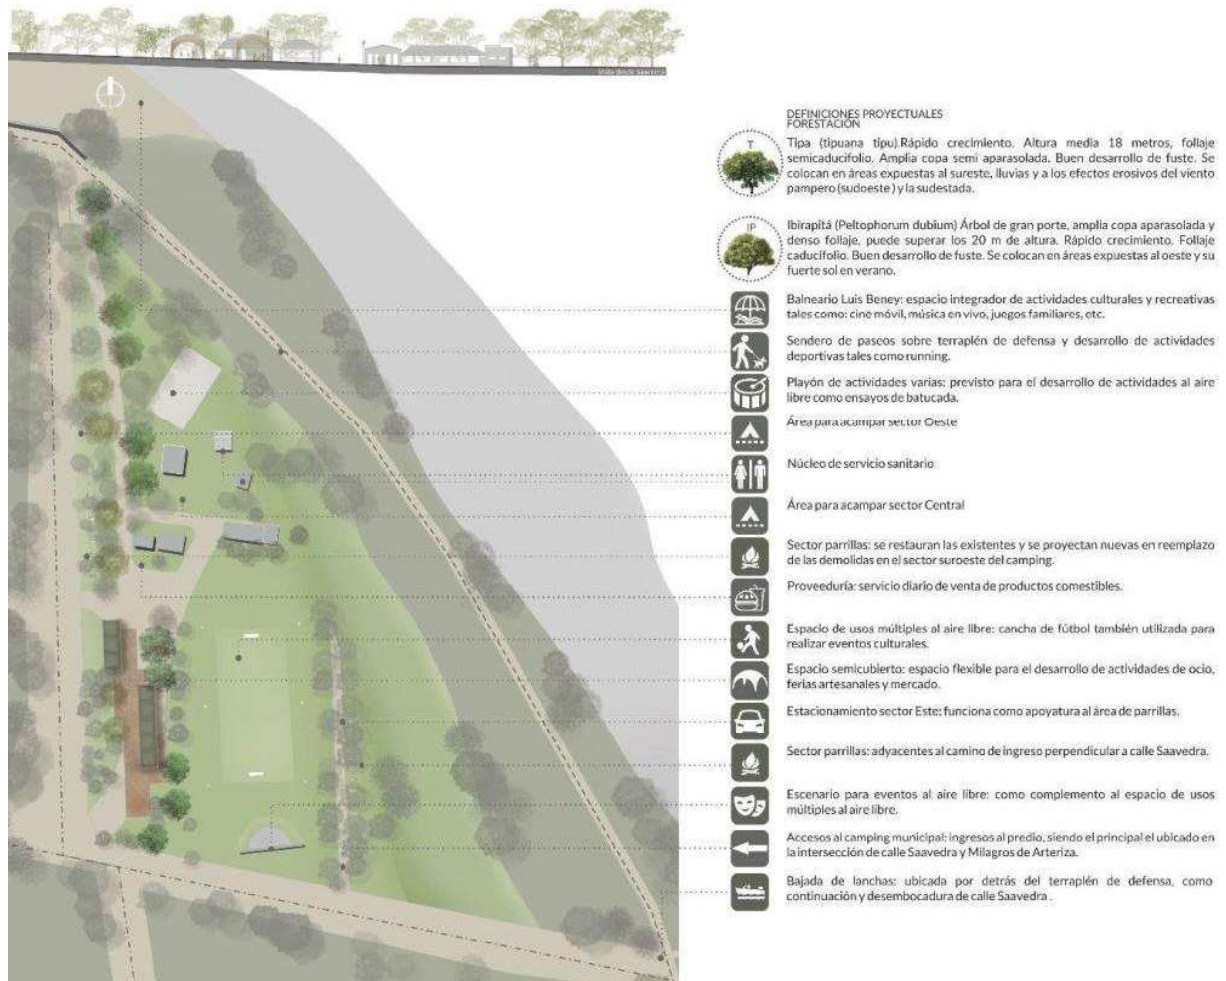 Vista desde Saavedra
DEFINICIONES PROYECTUALES
FORESTACIÓN
T
Tipa (tipuana tipu).Rápido crecimiento. Altura media 18 metros, follaje
semicaducifolio. Amplia copa semi aparasolada. Buen desarrollo de fuste. Se
colocan en áreas expuestas al sureste, lluvias y a los efectos erosivos del viento
pampero (sudoeste ) y la sudestada.
IP
Ibirapitá (Peltophorum dubium) Árbol de gran porte, amplia copa aparasolada y
denso follaje, puede superar los 20 m de altura. Rápido crecimiento. Follaje
caducifolio. Buen desarrollo de fuste. Se colocan en áreas expuestas al oeste y su
fuerte sol en verano.
Balneario Luis Beney: espacio integrador de actividades culturales y recreativas
tales como: cine móvil, música en vivo, juegos familiares, etc.
Sendero de paseos sobre terraplén de defensa y desarrollo de actividades
deportivas tales como running.
Playón de actividades varias: previsto para el desarrollo de actividades al aire
libre como ensayos de batucada.
Área para acampar sector Oeste
Núcleo de servicio sanitario
Área para acampar sector Central
Sector parrillas: se restauran las existentes y se proyectan nuevas en reemplazo
de las demolidas en el sector suroeste del camping.
Proveeduría: servicio diario de venta de productos comestibles.
Espacio de usos múltiples al aire libre: cancha de fútbol también utilizada para
realizar eventos culturales.
Espacio semicubierto: espacio flexible para el desarrollo de actividades de ocio,
ferias artesanales y mercado.
Estacionamiento sector Este: funciona como apoyatura al área de parrillas.
Sector parrillas: adyacentes al camino de ingreso perpendicular a calle Saavedra.
Escenario para eventos al aire libre: como complemento al espacio de usos
múltiples al aire libre.
Accesos al camping municipal: ingresos al predio, siendo el principal el ubicado en
la intersección de calle Saavedra y Milagros de Arteriza.
Bajada de lanchas: ubicada por detrás del terraplén de defensa, como
continuación y desembocadura de calle Saavedra .